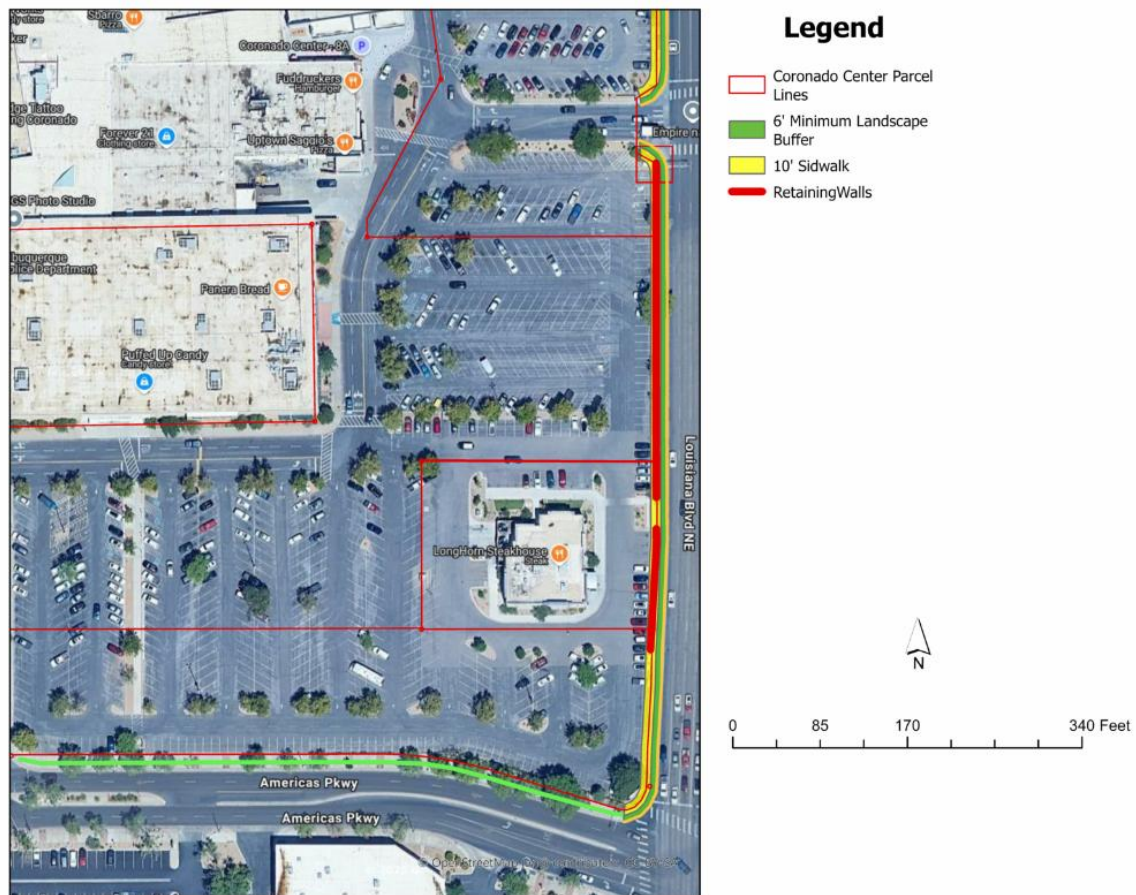 Sbarro
Pizza
Coronado Center - 8A
Fuddruckers
Hamburger
Forever 21
Clothing store
Uptown Saggio's
Pizza
GS Photo Studio
Panera Bread
Puffed Up Candy
Candy store
LongHorn Steakhouse
Steak
Louisiana Blvd NE
Americas Pkwy
Americas Pkwy
Legend
Coronado Center Parcel
Lines
6' Minimum Landscape
Buffer
10' Sidwalk
RetainingWalls
N
0 85 170 340 Feet